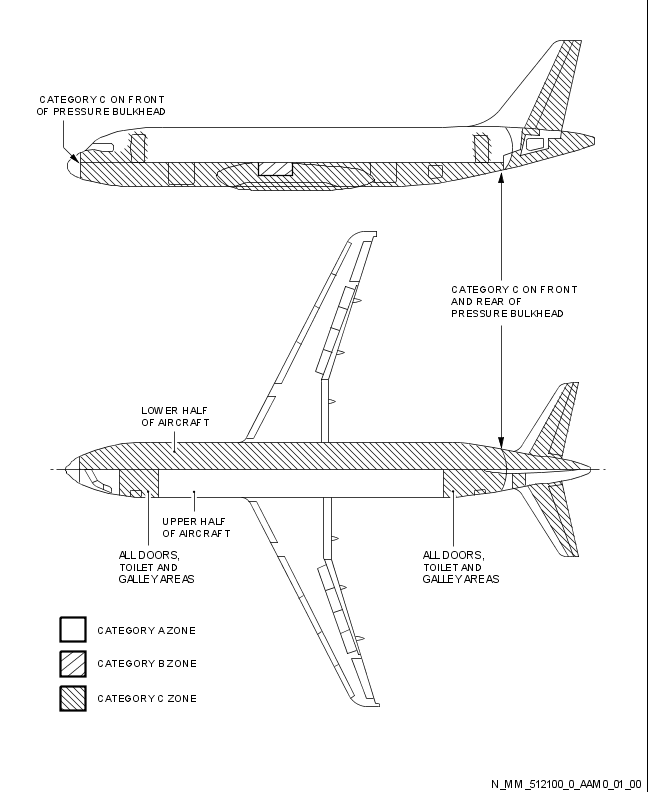 CATEGORY C ON FRONT
OF PRESSURE BULKHEAD
CATEGORY C ON FRONT
AND REAR OF
PRESSURE BULKHEAD
LOWER HALF
OF AIRCRAFT
UPPER HALF
OF AIRCRAFT
ALL DOORS,
TOILET AND
GALLEY AREAS
ALL DOORS,
TOILET AND
GALLEY AREAS
CATEGORY A ZONE
CATEGORY B ZONE
CATEGORY C ZONE
N_MM_512100_0_AAM0_01_00